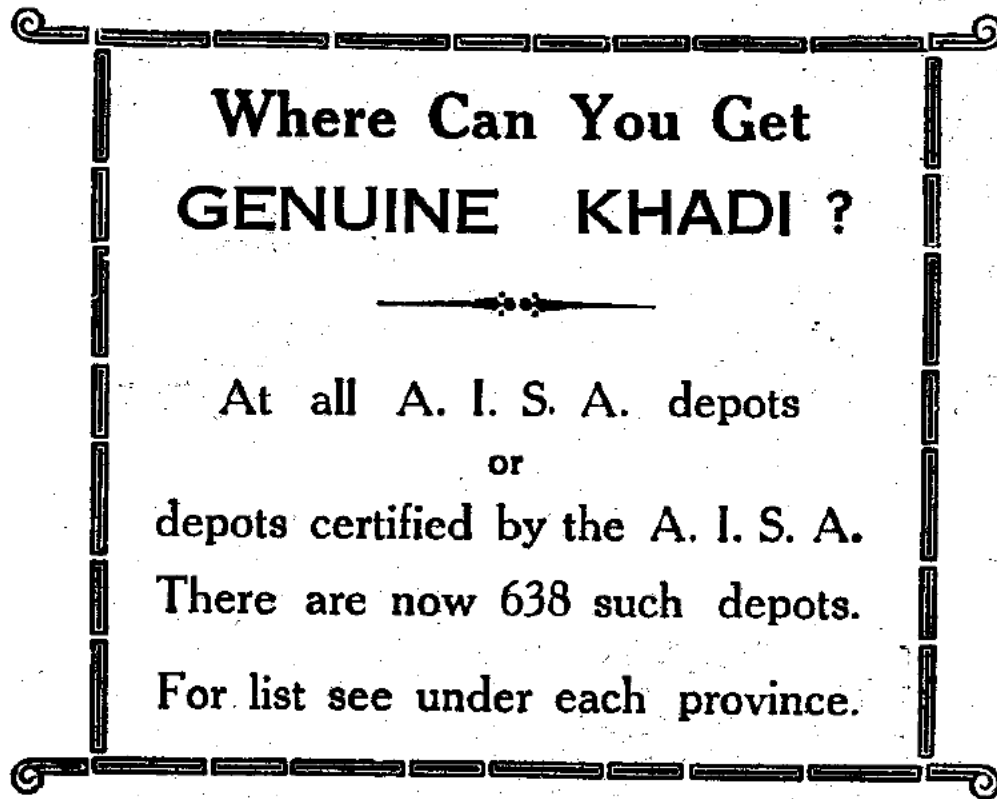 Where Can You Get
GENUINE KHADI ?
At all A. I. S. A. depots
or
depots certified by the A. I. S. A.
There are now 638 such depots.
For list see under each province.